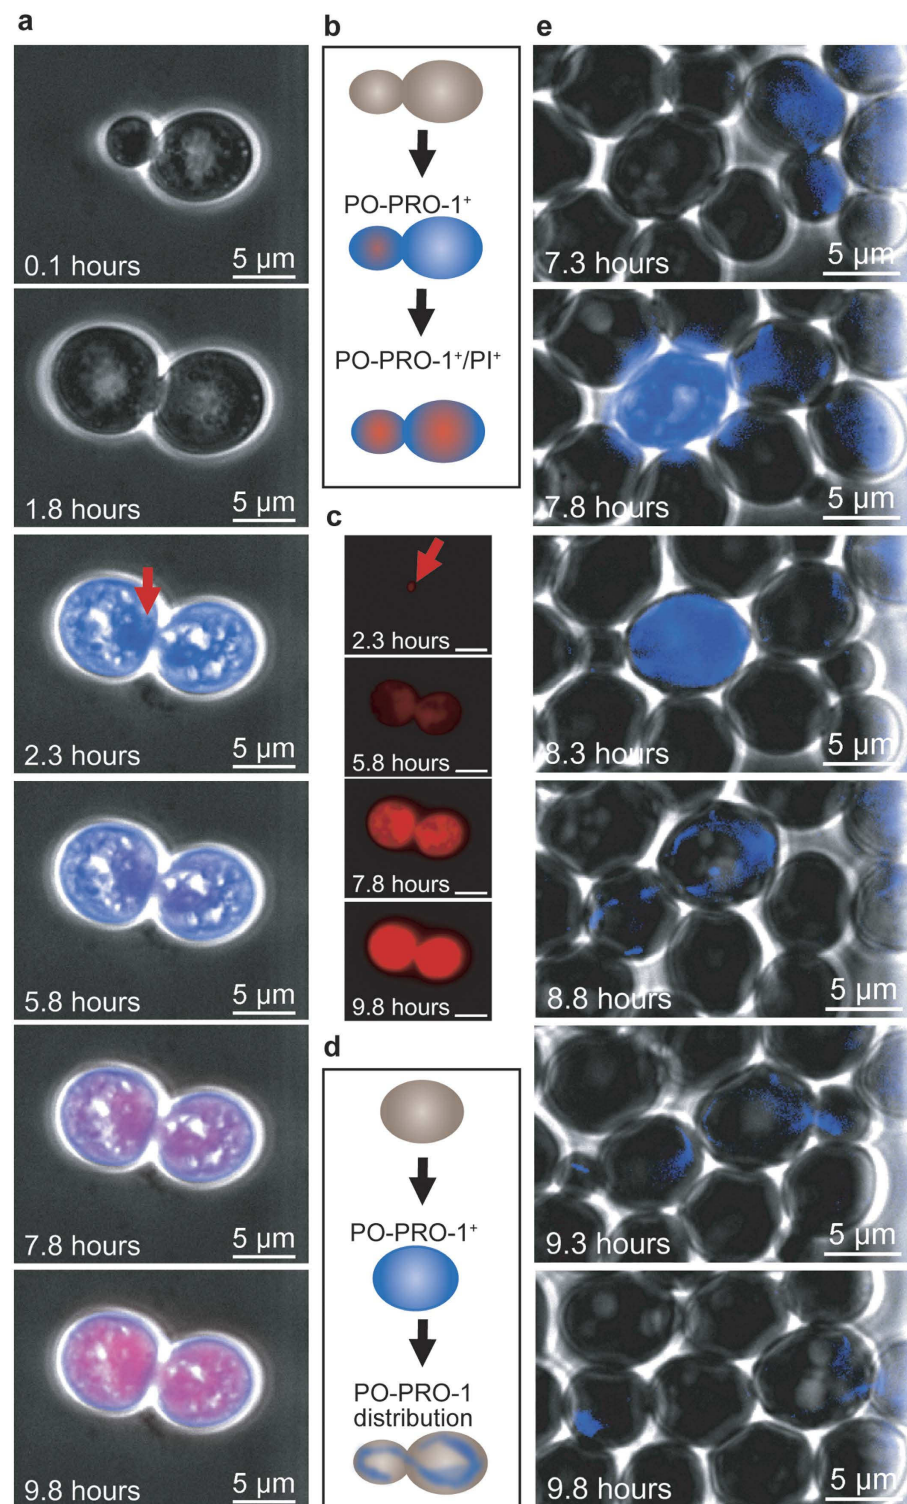 a
0.1 hours
5 µm
1.8 hours
5 µm
2.3 hours
5 µm
5.8 hours
5 µm
7.8 hours
5 µm
9.8 hours
5 µm
b
PO-PRO-1⁺
PO-PRO-1⁺/PI⁺
c
2.3 hours
5.8 hours
7.8 hours
9.8 hours
d
PO-PRO-1⁺
PO-PRO-1
distribution
e
7.3 hours
5 µm
7.8 hours
5 µm
8.3 hours
5 µm
8.8 hours
5 µm
9.3 hours
5 µm
9.8 hours
5 µm